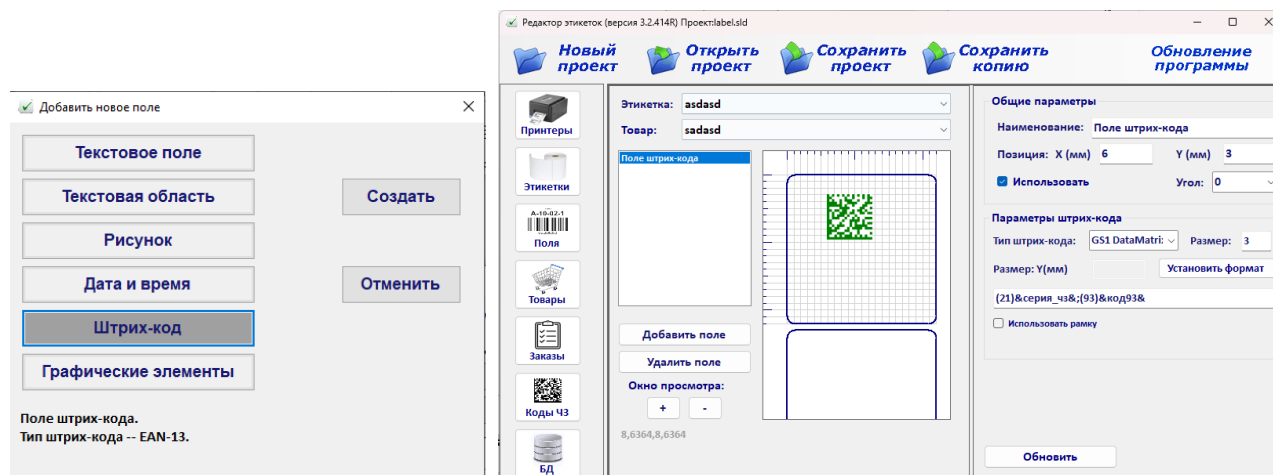 Добавить новое поле
Текстовое поле
Текстовая область
Рисунок
Дата и время
Штрих-код
Графические элементы
Создать
Отменить
Поле штрих-кода.
Тип штрих-кода -- EAN-13.
Редактор этикеток (версия 3.2.414R) Проект:label.sld
Новый проект
Открыть проект
Сохранить проект
Сохранить копию
Обновление программы
Принтеры
Этикетки
A-10-02-1
Поля
Товары
Заказы
Коды ЧЗ
БД
Этикетка: asdasd
Товар: sadasd
Поле штрих-кода
Добавить поле
Удалить поле
Окно просмотра:
+ -
8,6364,8,6364
Общие параметры
Наименование: Поле штрих-кода
Позиция: X (мм) 6 Y (мм) 3
Использовать Угол: 0
Параметры штрих-кода
Тип штрих-кода: GS1 DataMatri: Размер: 3
Размер: Y(мм) Установить формат
(21)&серия_чз&;(93)&код93&
Использовать рамку
Обновить